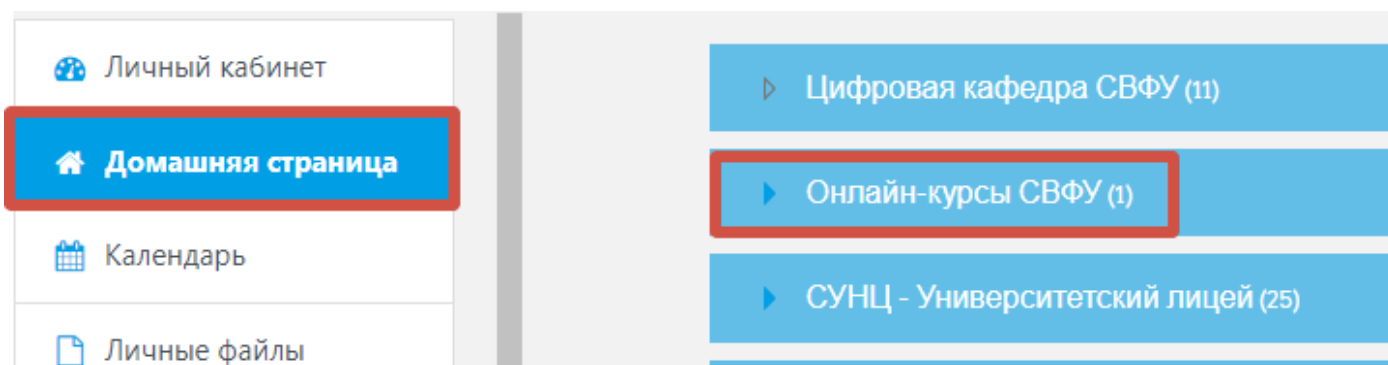 Личный кабинет
Домашняя страница
Календарь
Личные файлы
Цифровая кафедра СВФУ (11)
Онлайн-курсы СВФУ (1)
СУНЦ - Университетский лицей (25)